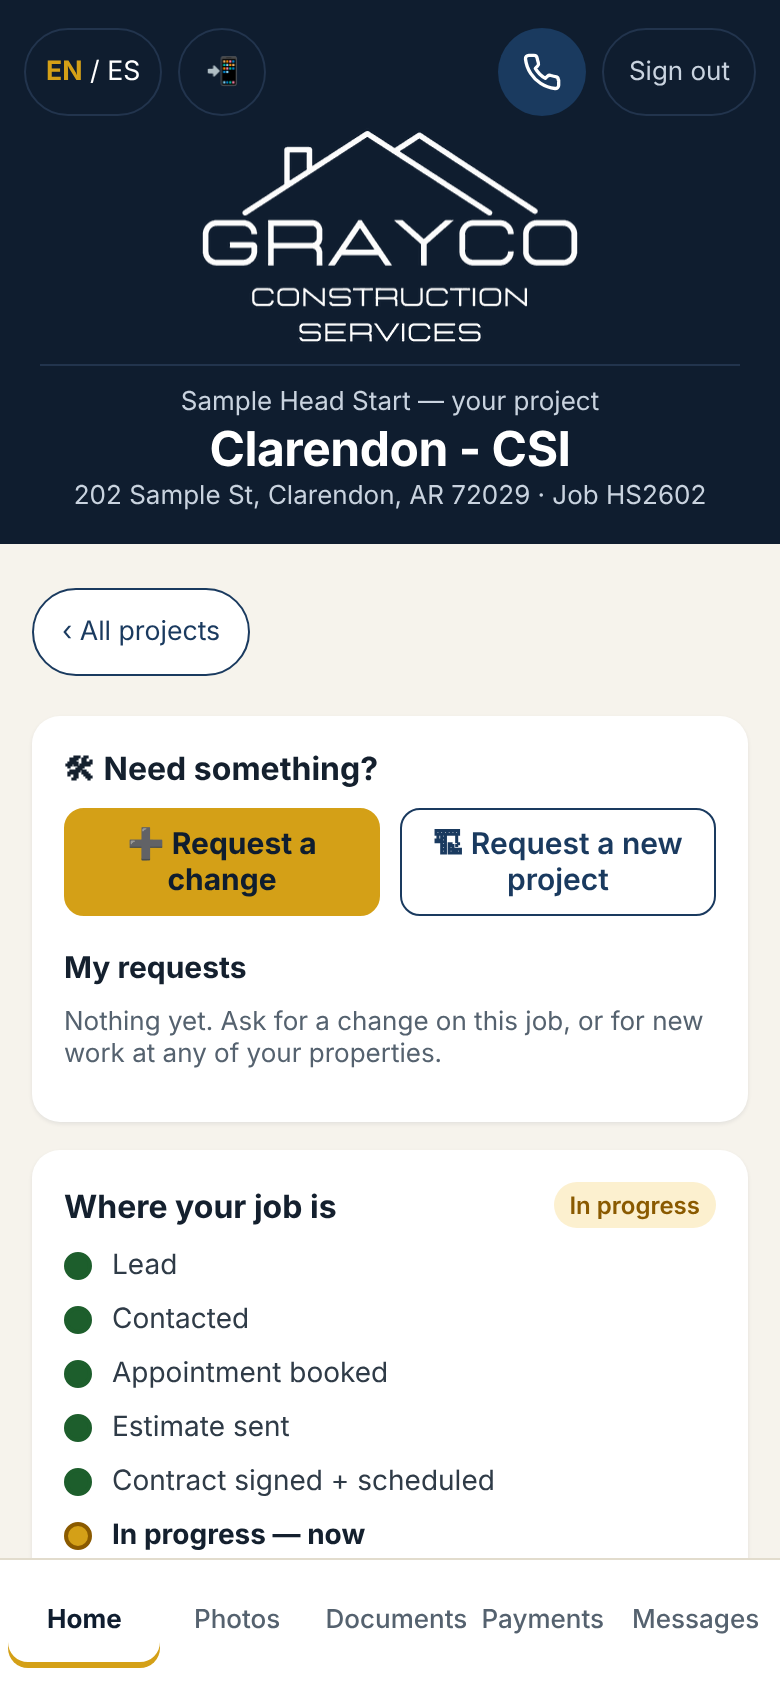 EN / ES
Sign out
GRAYCO
CONSTRUCTION
SERVICES
Sample Head Start — your project
Clarendon - CSI
202 Sample St, Clarendon, AR 72029 · Job HS2602
‹ All projects
🛠 Need something?
➕ Request a
change
🏗 Request a new
project
My requests
Nothing yet. Ask for a change on this job, or for new
work at any of your properties.
Where your job is
In progress
Lead
Contacted
Appointment booked
Estimate sent
Contract signed + scheduled
In progress — now
Home
Photos
Documents
Payments
Messages